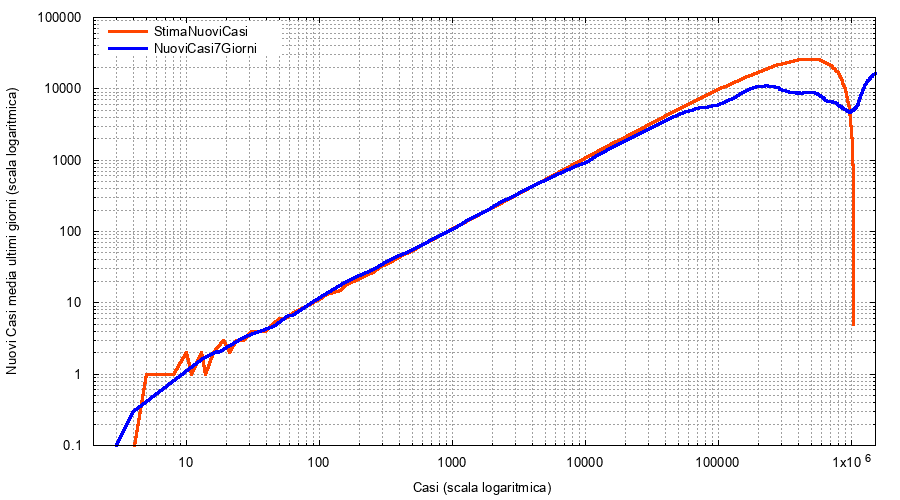 100000
10000
1000
100
10
1
0.1
StimaNuoviCasi
NuoviCasi7Giorni
Nuovi Casi media ultimi giorni (scala logaritmica)
10
100
1000
10000
100000
1x10 6
Casi (scala logaritmica)